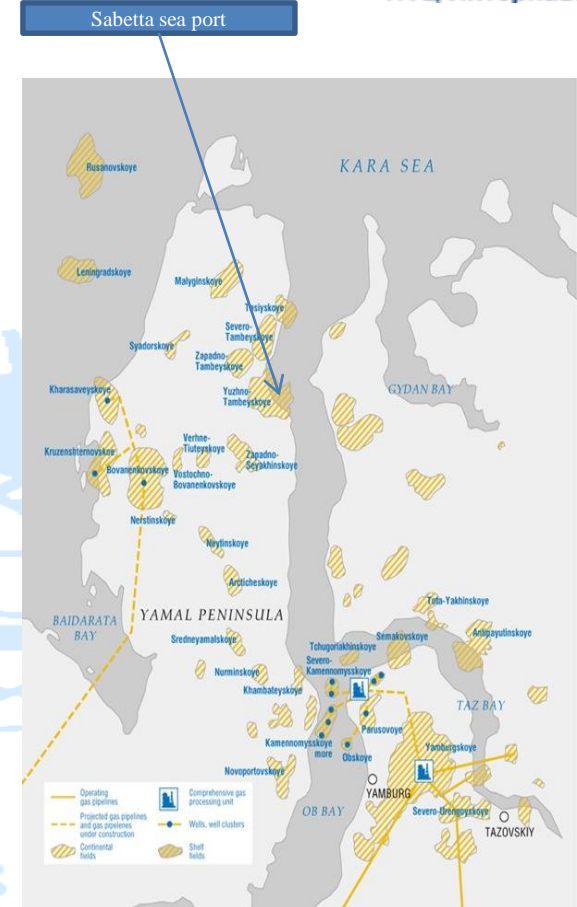 Sabetta sea port
KARA SEA
Rusanovskoye
Leningradskoye
Malyginskoye
Tasiyskoye
Severo-
Tambeyskoye
Syadorskoye
Zapadno-
Tambeyskoye
Kharasaveyskoye
Yuzhno-
Tambeyskoye
GYDAN BAY
Kruzenshternovskoe
Verhne-
Tiuteyskoye
Bovanenkovskoye
Vostochno-
Bovanenkovskoye
Zapadno-
Seyakhinskoye
Nerstinskoye
Neytinskoye
Arcticheskoye
Tota-Yakhinskoye
BAIDARATA
BAY
YAMAL PENINSULA
Antipayutinskoye
Semakovskoye
Sredneyamalskoye
Tchugoriakhinskoye
Severo-
Kamennomysskoye
Nurminskoye
Khambateyskoye
TAZ BAY
Parusovoye
Kamennomysskoye
more
Obskoye
Yamburgskoye
Novoportovskoye
YAMBURG
OB BAY
Severo-Urengoyskoye
TAZOVSKIY
Operating
gas pipelines
Comprehensive gas
processing unit
Projected gas pipelines
and gas pipelenes
under construction
Wells, well clusters
Continental
fields
Shelf
fields